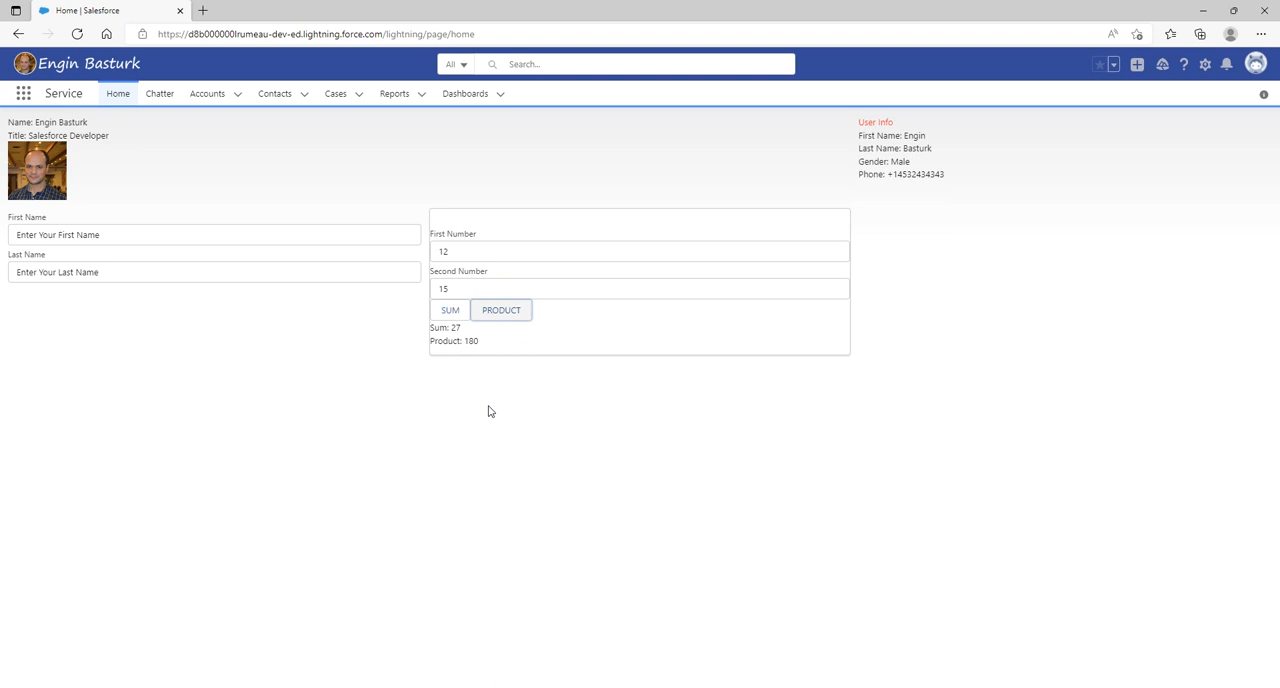 Home | Salesforce
https://d8b000000lrumeau-dev-ed.lightning.force.com/lightning/page/home
Engin Basturk
All
Search...
Service
Home
Chatter
Accounts
Contacts
Cases
Reports
Dashboards
Name: Engin Basturk
Title: Salesforce Developer
User Info
First Name: Engin
Last Name: Basturk
Gender: Male
Phone: +14532434343
First Name
Enter Your First Name
Last Name
Enter Your Last Name
First Number
12
Second Number
15
SUM PRODUCT
Sum: 27
Product: 180